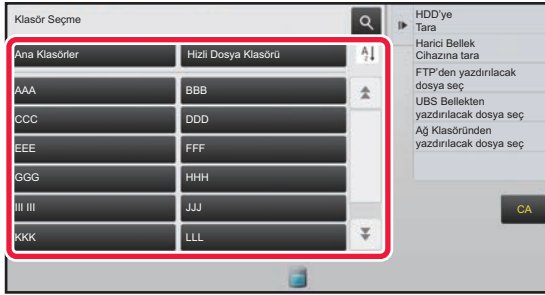 Klasör Seçme
Ana Klasörler
Hizli Dosya Klasörü
AAA
BBB
CCC
DDD
EEE
FFF
GGG
HHH
III III
JJJ
KKK
LLL
HDD'ye
Tara
Harici Bellek
Cihazına tara
FTP'den yazdırılacak
dosya seç
UBS Bellekten
yazdırılacak dosya seç
Ağ Klasöründen
yazdırılacak dosya seç
CA